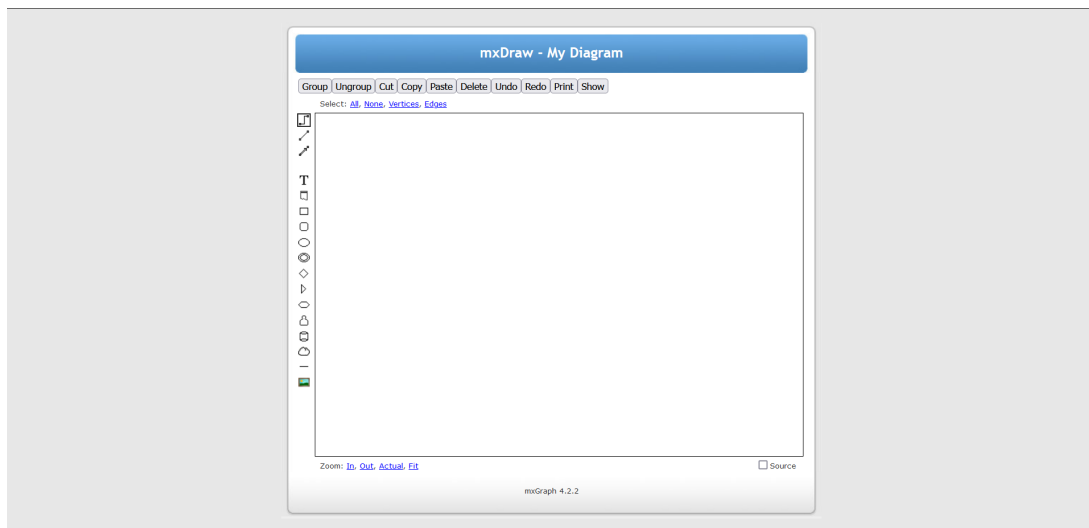 mxDraw - My Diagram
Group Ungroup Cut Copy Paste Delete Undo Redo Print Show
Select: All, None, Vertices, Edges
T
Zoom: In, Out, Actual, Fit
Source
mxGraph 4.2.2